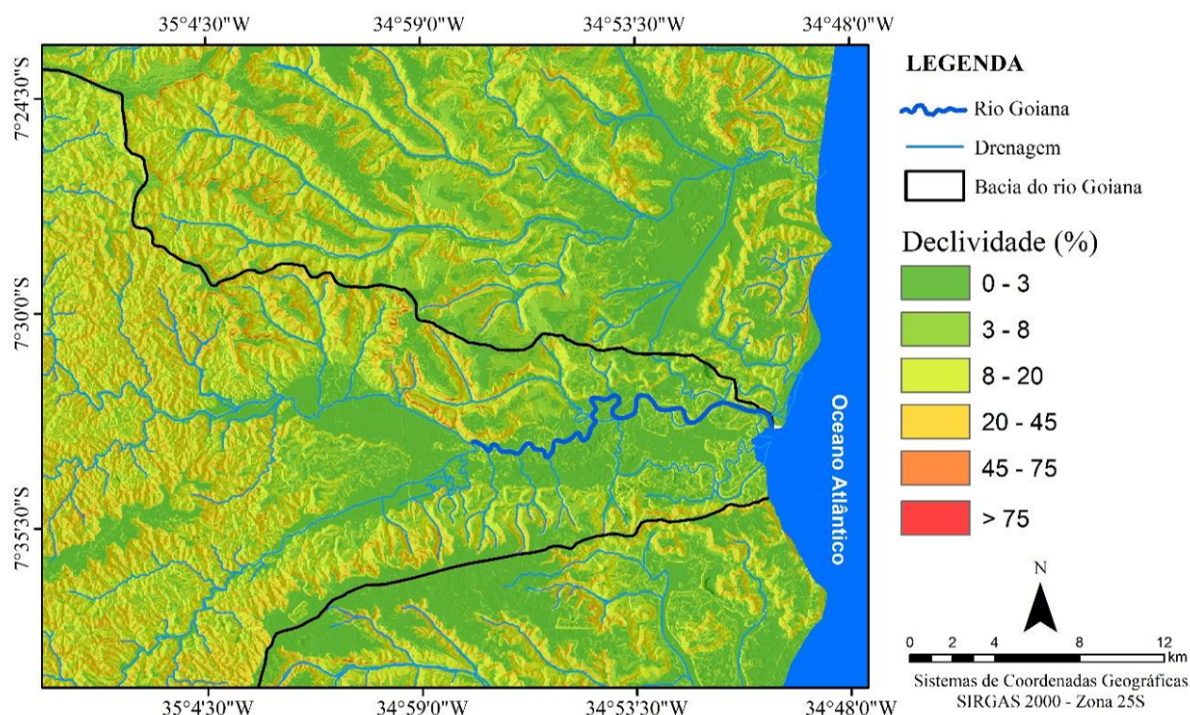 35°4'30"W 34°59'0"W 34°53'30"W 34°48'0"W
7°24'30"S
7°30'0"S
7°35'30"S
Oceano Atlântico
35°4'30"W 34°59'0"W 34°53'30"W 34°48'0"W
LEGENDA
Rio Goiana
Drenagem
Bacia do rio Goiana
Declividade (%)
0 - 3
3 - 8
8 - 20
20 - 45
45 - 75
> 75
N
0 2 4 8 12
km
Sistemas de Coordenadas Geográficas
SIRGAS 2000 - Zona 25S